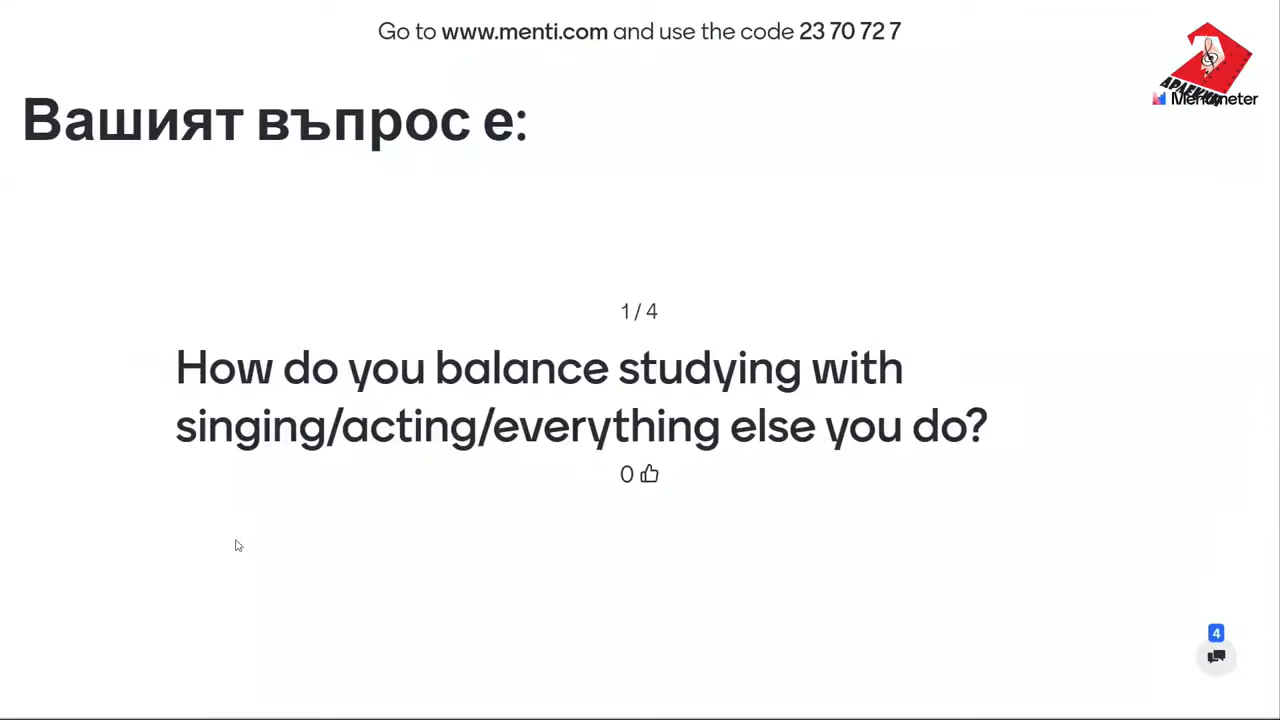 Go to www.menti.com and use the code 23 70 72 7
АРЛЕКИН
Mentimeter
Вашият въпрос е:
1 / 4
How do you balance studying with
singing/acting/everything else you do?
0
4